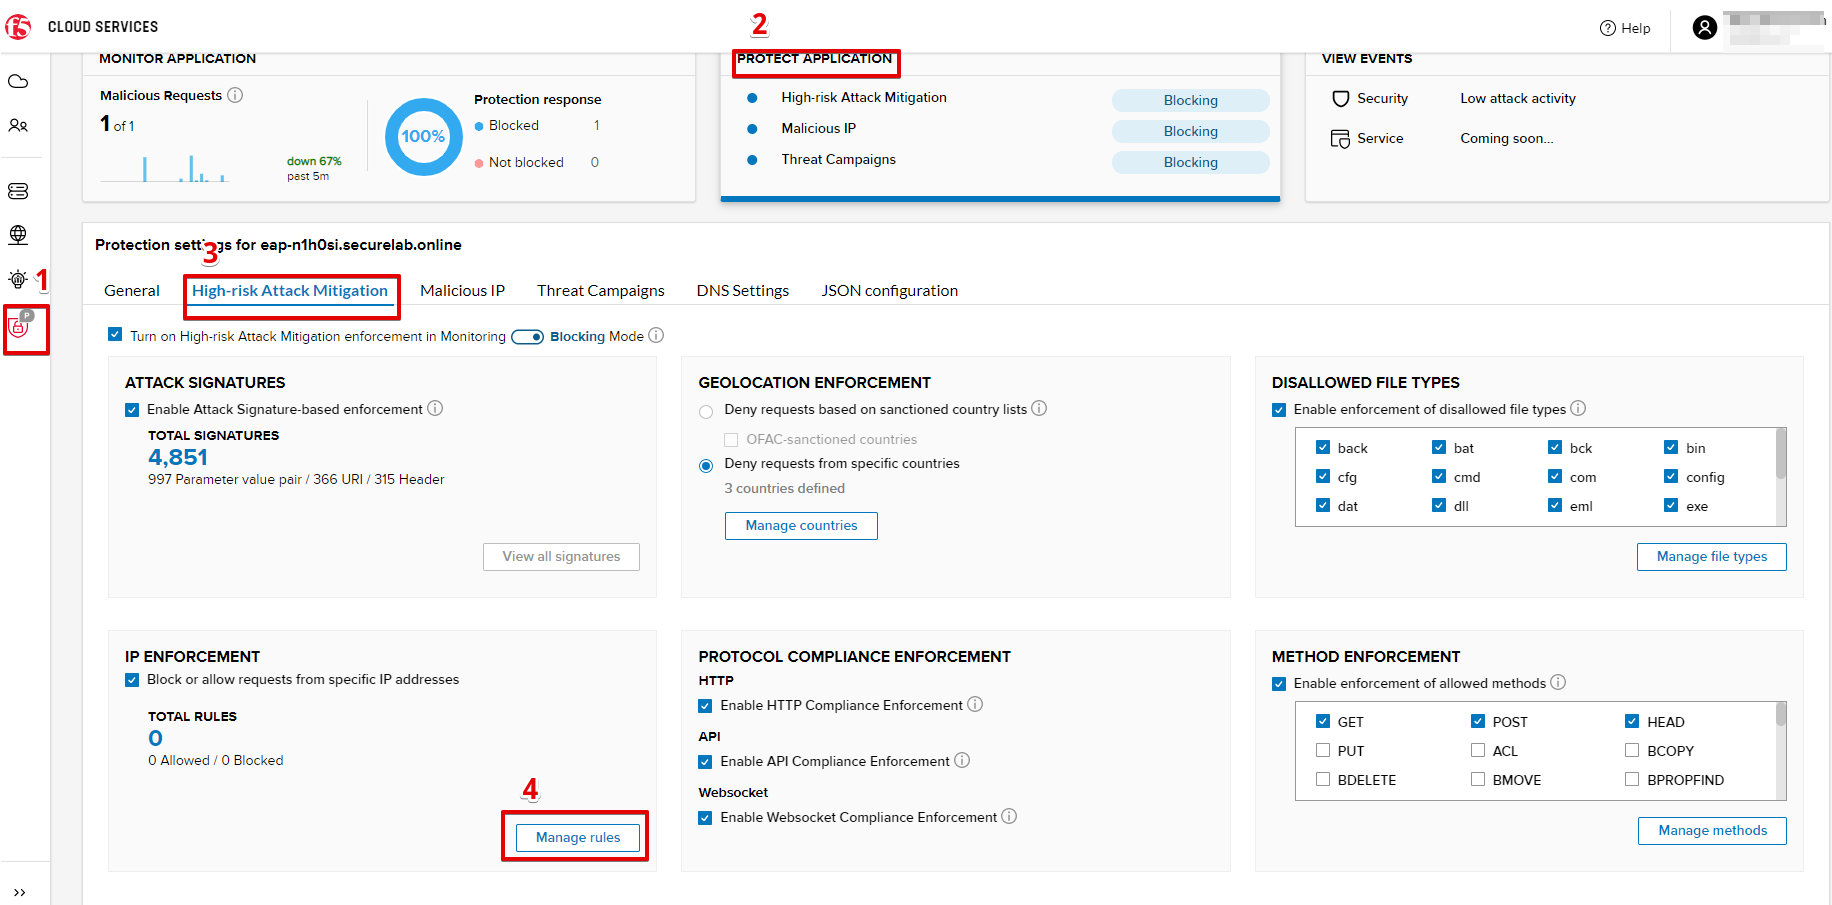 f5 CLOUD SERVICES
2
Help
MONITOR APPLICATION
Malicious Requests
1 of 1
down 67%
past 5m
100%
Protection response
Blocked 1
Not blocked 0
PROTECT APPLICATION
High-risk Attack Mitigation Blocking
Malicious IP Blocking
Threat Campaigns Blocking
VIEW EVENTS
Security Low attack activity
Service Coming soon...
1
P
Protection settings for eap-n1h0si.securelab.online
3
General High-risk Attack Mitigation Malicious IP Threat Campaigns DNS Settings JSON configuration
Turn on High-risk Attack Mitigation enforcement in Monitoring Blocking Mode
ATTACK SIGNATURES
Enable Attack Signature-based enforcement
TOTAL SIGNATURES
4,851
997 Parameter value pair / 366 URI / 315 Header
View all signatures
GEOLOCATION ENFORCEMENT
Deny requests based on sanctioned country lists
OFAC-sanctioned countries
Deny requests from specific countries
3 countries defined
Manage countries
DISALLOWED FILE TYPES
Enable enforcement of disallowed file types
back bat bck bin
cfg cmd com config
dat dll eml exe
Manage file types
IP ENFORCEMENT
Block or allow requests from specific IP addresses
TOTAL RULES
0
0 Allowed / 0 Blocked
4
Manage rules
PROTOCOL COMPLIANCE ENFORCEMENT
HTTP
Enable HTTP Compliance Enforcement
API
Enable API Compliance Enforcement
Websocket
Enable Websocket Compliance Enforcement
METHOD ENFORCEMENT
Enable enforcement of allowed methods
GET POST HEAD
PUT ACL BCOPY
BDELETE BMOVE BPROPFIND
Manage methods